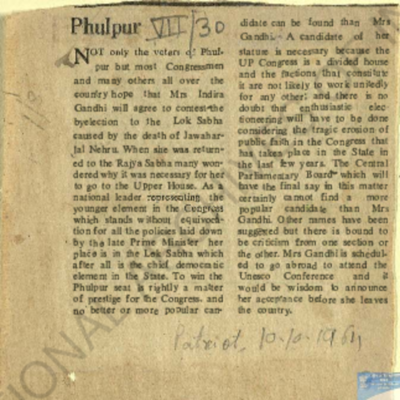 Phulpur VII/30
NOT only the voters of Phul-
pur but most Congressmen
and many others all over the
country hope that Mrs Indira
Gandhi will agree to contest the
byelection to the Lok Sabha
caused by the death of Jawahar-
lal Nehru. When she was return-
ed to the Rajya Sabha many won-
dered why it was necessary for her
to go to the Upper House. As a
national leader representing the
younger element in the Congress
which stands without equivoca-
tion for all the policies laid down
by the late Prime Minister her
place is in the Lok Sabha which
after all is the chief democratic
element in the State. To win the
Phulpur seat is rightly a matter
of prestige for the Congress and
no better or more popular can-
didate can be found than Mrs
Gandhi. A candidate of her
stature is necessary because the
UP Congress is a divided house
and the factions that constitute
it are not likely to work unitedly
for any other; and there is no
doubt that enthusiastic elec-
tioneering will have to be done
considering the tragic erosion of
public faith in the Congress that
has taken place in the State in
the last few years. The Central
Parliamentary Board which will
have the final say in this matter
certainly cannot find a more
popular candidate than Mrs
Gandhi. Other names have been
suggested but there is bound to
be criticism from one section or
the other. Mrs Gandhi is schedul-
ed to go abroad to attend the
Unesco Conference and it
would be wisdom to announce
her acceptance before she leaves
the country.
Patriot, 10-10-1964